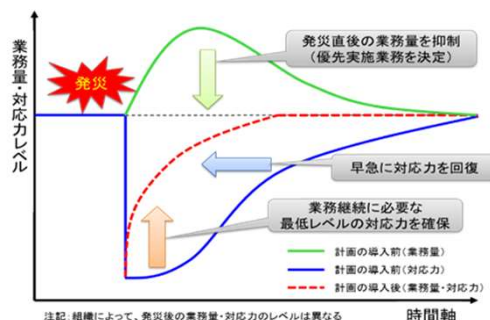 業務量・対応力レベル
発災
発災直後の業務量を抑制
(優先実施業務を決定)
早急に対応力を回復
業務継続に必要な
最低レベルの対応力を確保
計画の導入前(業務量)
計画の導入前(対応力)
計画の導入後(業務量・対応力)
注記:組織によって、発災後の業務量・対応力のレベルは異なる
時間軸